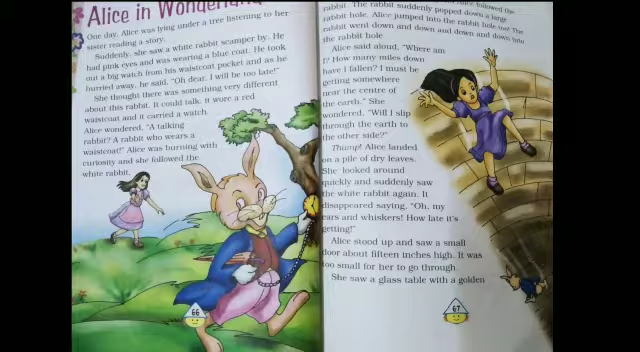 Alice in Wonderland
One day, Alice was lying under a tree listening to her
sister reading a story.
Suddenly, she saw a white rabbit scamper by. He
had pink eyes and was wearing a blue coat. He took
out a big watch from his waistcoat pocket and as he
hurried away, he said, "Oh dear, I will be too late!"
She thought there was something very different
about this rabbit. It could talk, it wore a red
waistcoat and it carried a watch.
Alice wondered, "A talking
rabbit? A rabbit who wears a
waistcoat!" Alice was burning with
curiosity and she followed the
white rabbit.
66
followed the
rabbit. The rabbit suddenly popped down a large
rabbit hole. Alice jumped into the rabbit hole too! The
rabbit went down and down and down and down into
the rabbit hole
Alice said aloud, "Where am
I? How many miles down
have I fallen? I must be
getting somewhere
near the centre of
the earth." She
wondered, "Will I slip
through the earth to
the other side?"
Thump! Alice landed
on a pile of dry leaves.
She looked around
quickly and suddenly saw
the white rabbit again. It
disappeared saying, "Oh, my
ears and whiskers! How late it's
getting!"
Alice stood up and saw a small
door about fifteen inches high. It was
too small for her to go through.
She saw a glass table with a golden
67